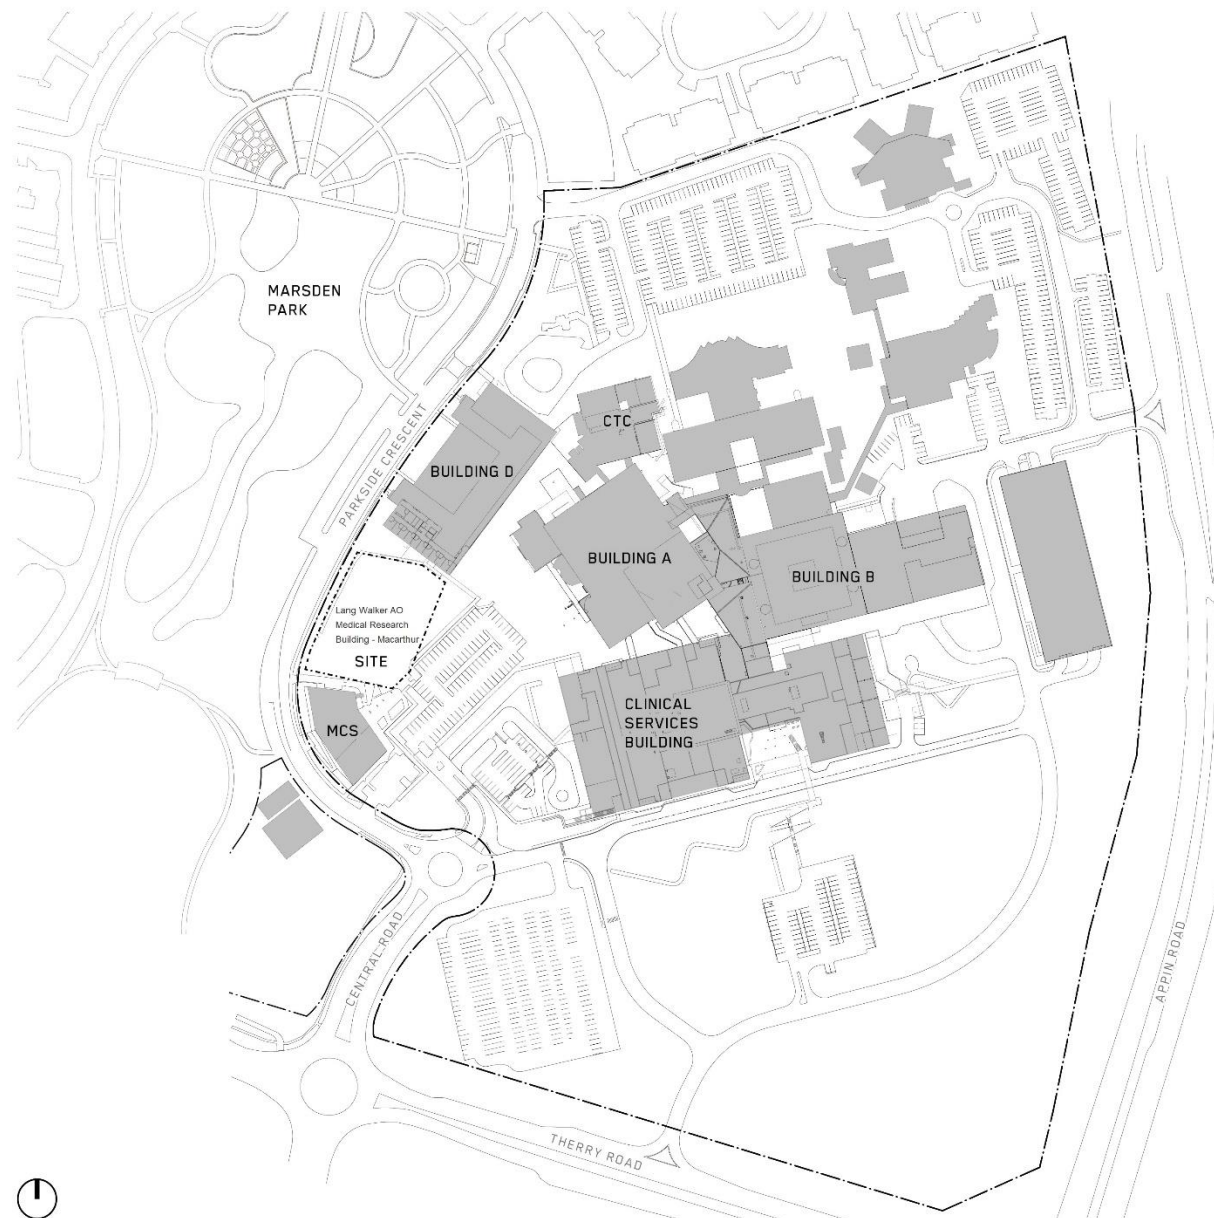 MARSDEN
PARK
PARKSIDE CRESCENT
CTC
BUILDING D
BUILDING A
BUILDING B
Lang Walker AO
Medical Research
Building - Macarthur
SITE
CLINICAL
SERVICES
BUILDING
MCS
CENTRAL ROAD
APPIN ROAD
THERRY ROAD